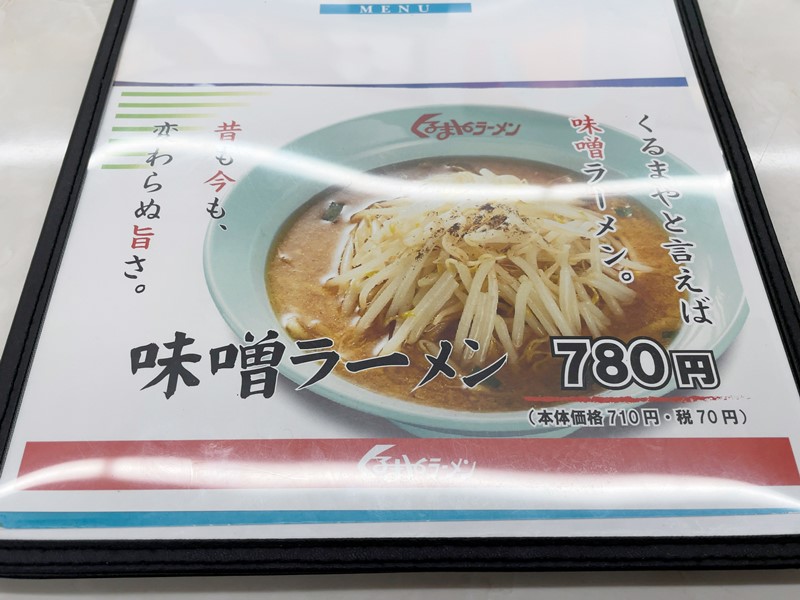 MENU
くるまやラーメン
くるまやと言えば
味噌ラーメン。
昔も今も、
変わらぬ旨さ。
味噌ラーメン 780円
（本体価格710円・税70円）
くるまやラーメン